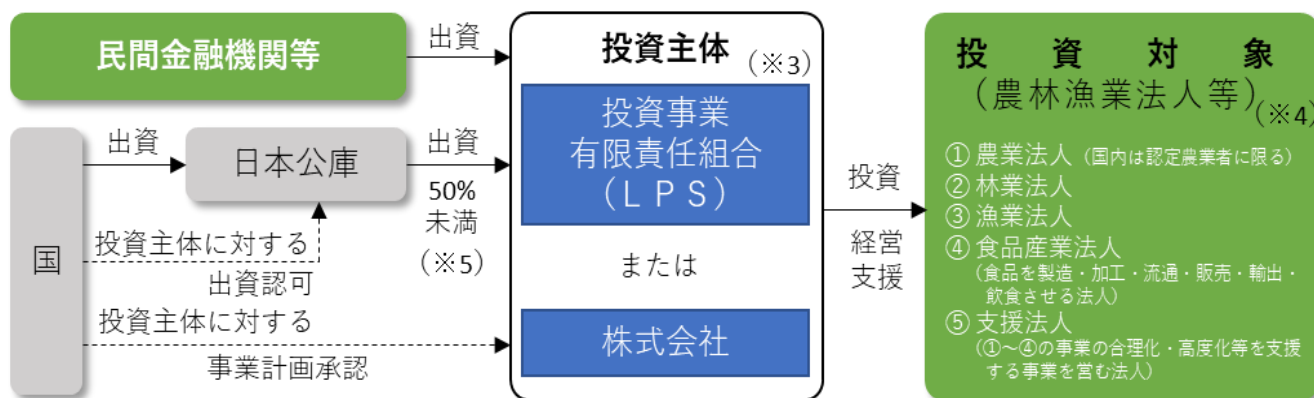 民間金融機関等
出資
国
出資
日本公庫
出資
50%
未満
(※5)
投資主体に対する
出資認可
投資主体に対する
事業計画承認
投資主体 (※3)
投資事業
有限責任組合
(LPS)
または
株式会社
投資
経営
支援
投資対象
(農林漁業法人等)(※4)
① 農業法人 (国内は認定農業者に限る)
② 林業法人
③ 漁業法人
④ 食品産業法人
(食品を製造・加工・流通・販売・輸出・
飲食させる法人)
⑤ 支援法人
(①~④の事業の合理化・高度化等を支援
する事業を営む法人)